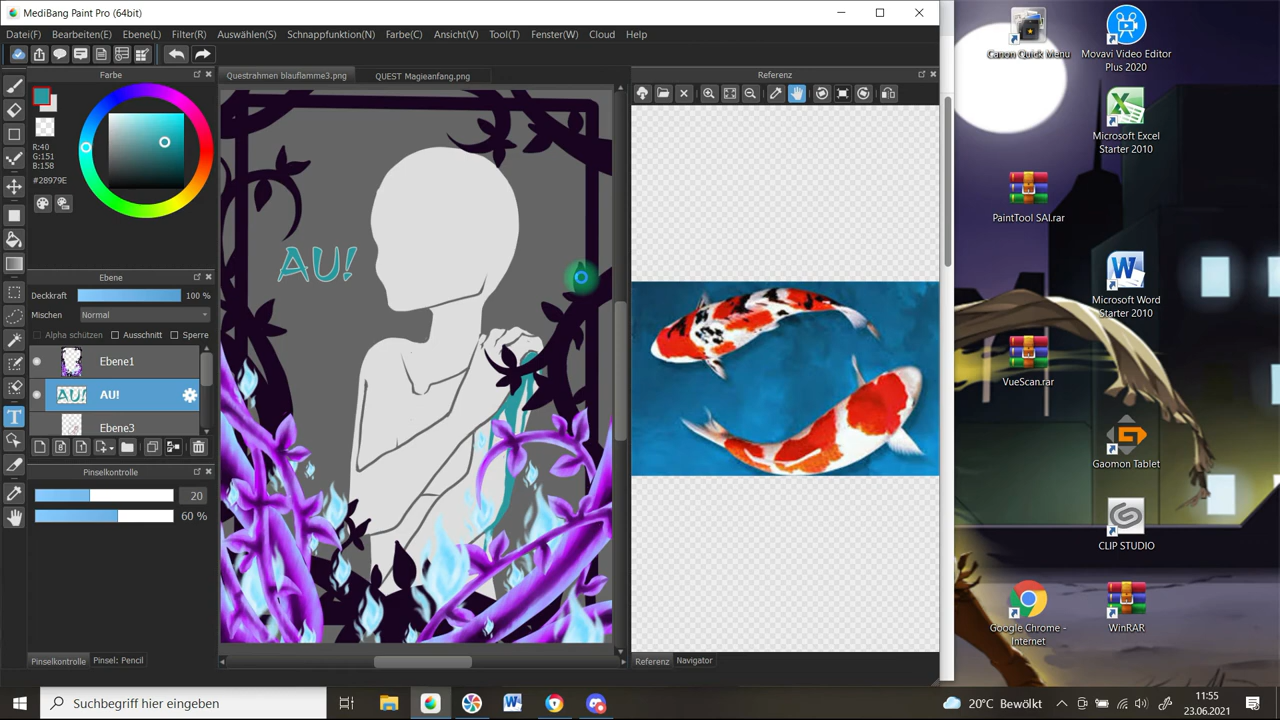 MediBang Paint Pro (64bit)
Datei(F) Bearbeiten(E) Ebene(L) Filter(R) Auswählen(S) Schnappfunktion(N) Farbe(C) Ansicht(V) Tool(T) Fenster(W) Cloud Help
Farbe
R:40
G:151
B:158
#28979E
Ebene
Deckkraft 100 %
Mischen Normal
Alpha schützen Ausschnitt Sperre
Ebene1
AU! AU!
Ebene3
Pinselkontrolle
20
60 %
Pinselkontrolle Pinsel: Pencil
Questrahmen blauflamme3.png QUEST Magieanfang.png
AU!
Referenz
Referenz Navigator
Canon Quick Menu
Movavi Video Editor
Plus 2020
Microsoft Excel
Starter 2010
PaintTool SAI.rar
Microsoft Word
Starter 2010
VueScan.rar
Gaomon Tablet
CLIP STUDIO
Google Chrome -
Internet
WinRAR
Suchbegriff hier eingeben
20°C Bewölkt
11:55
23.06.2021